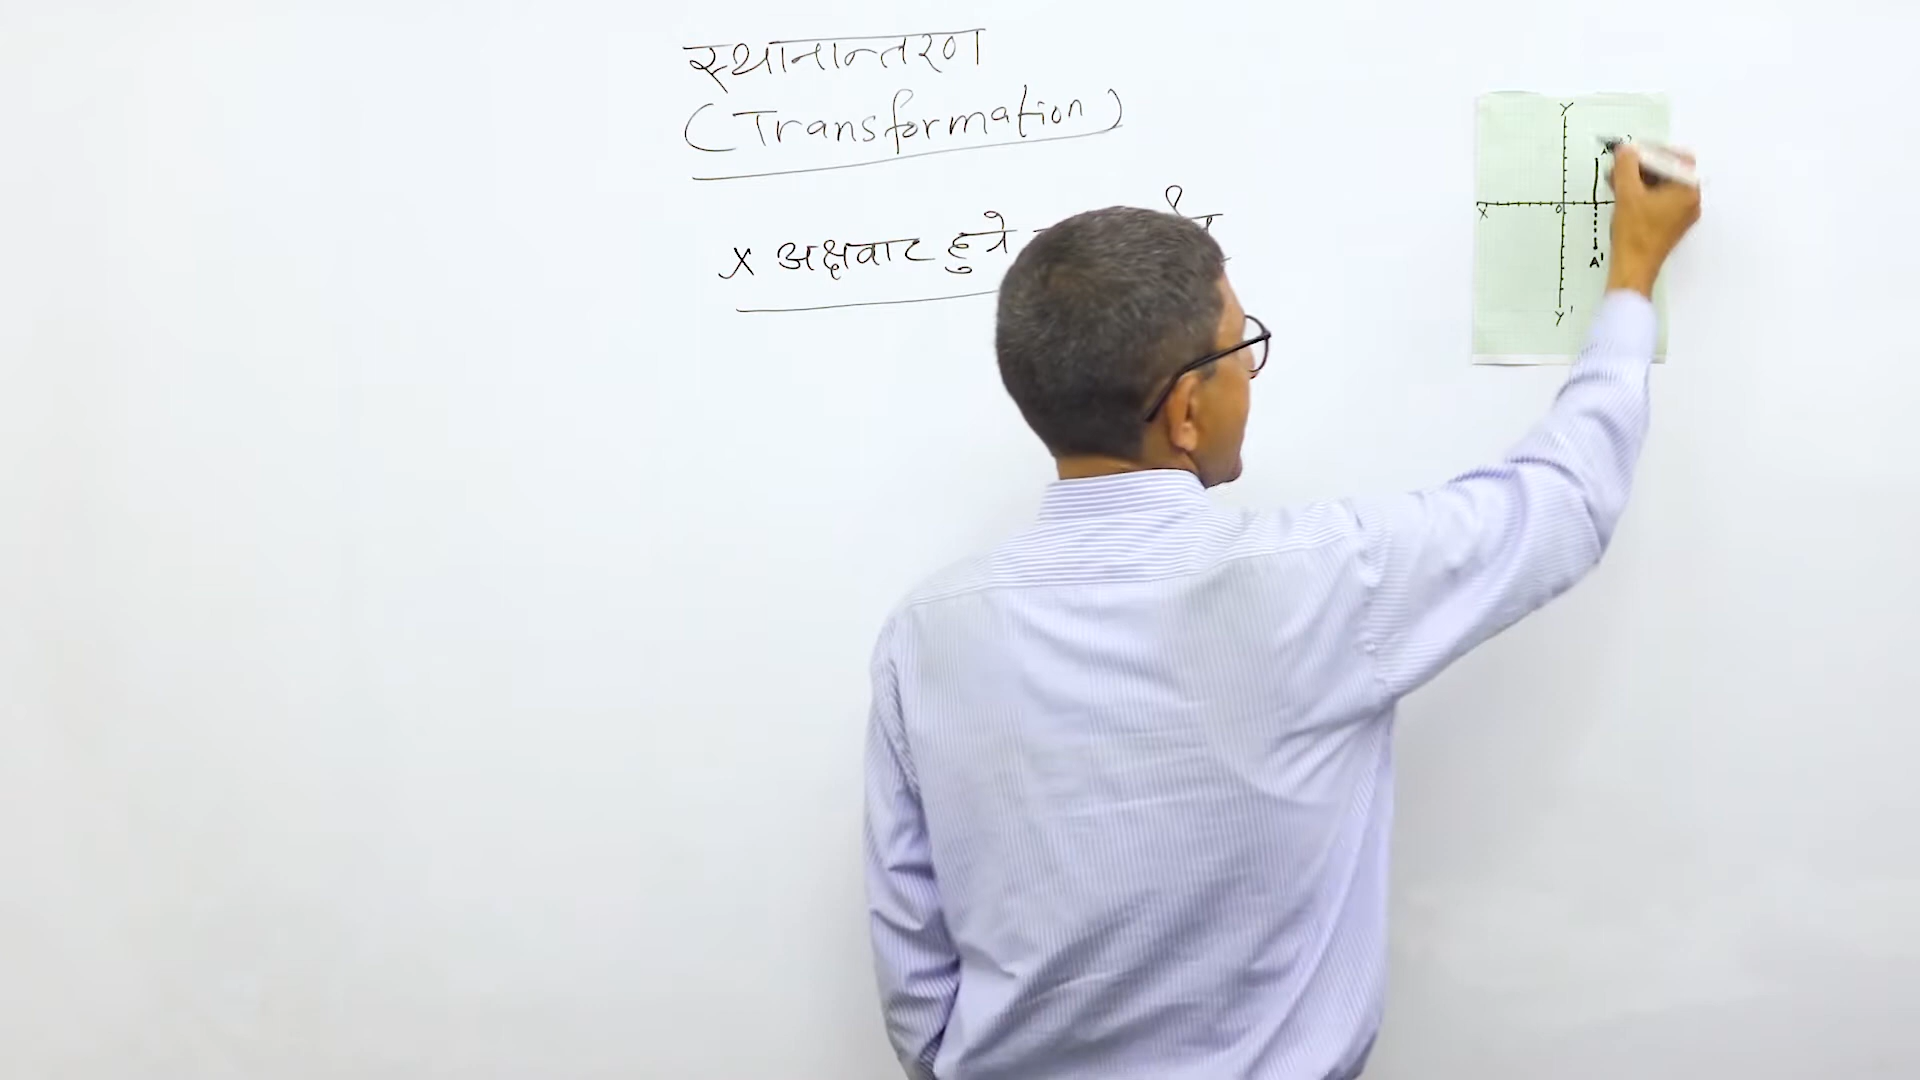 स्थानान्तरण
(Transformation)
X अक्षबाट हुने
Y
X
O
A'
Y'